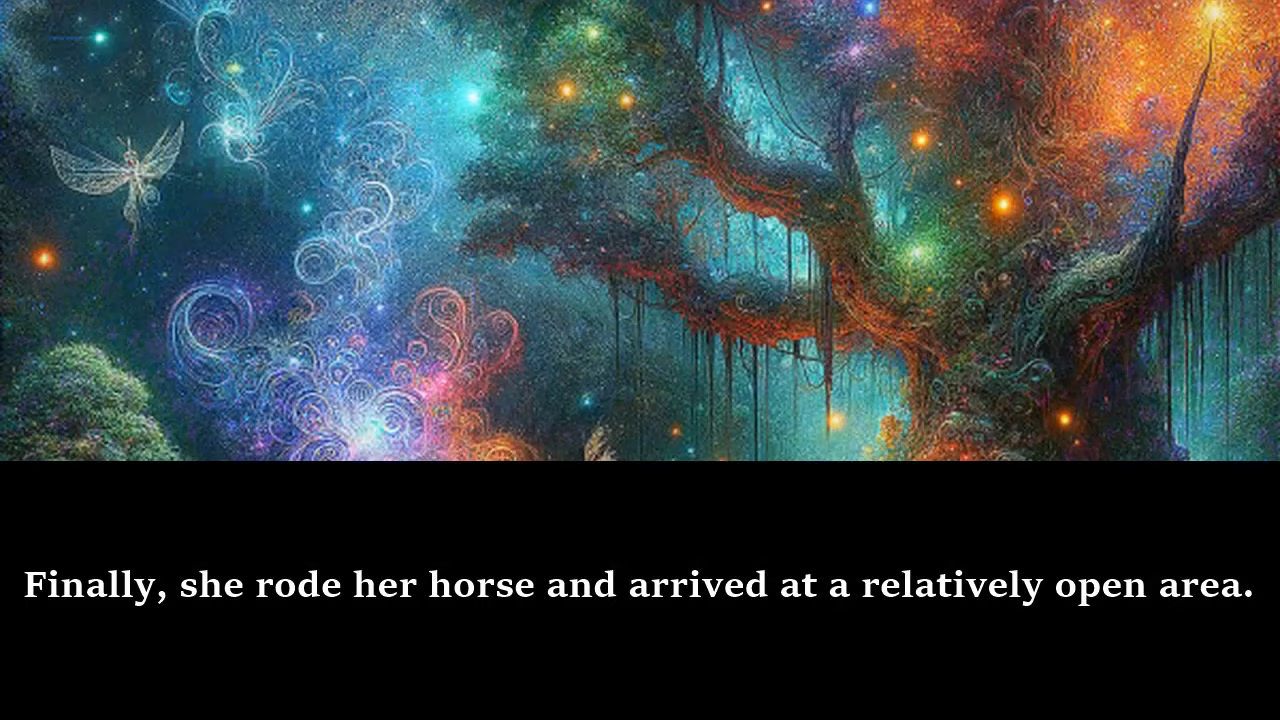 Finally, she rode her horse and arrived at a relatively open area.